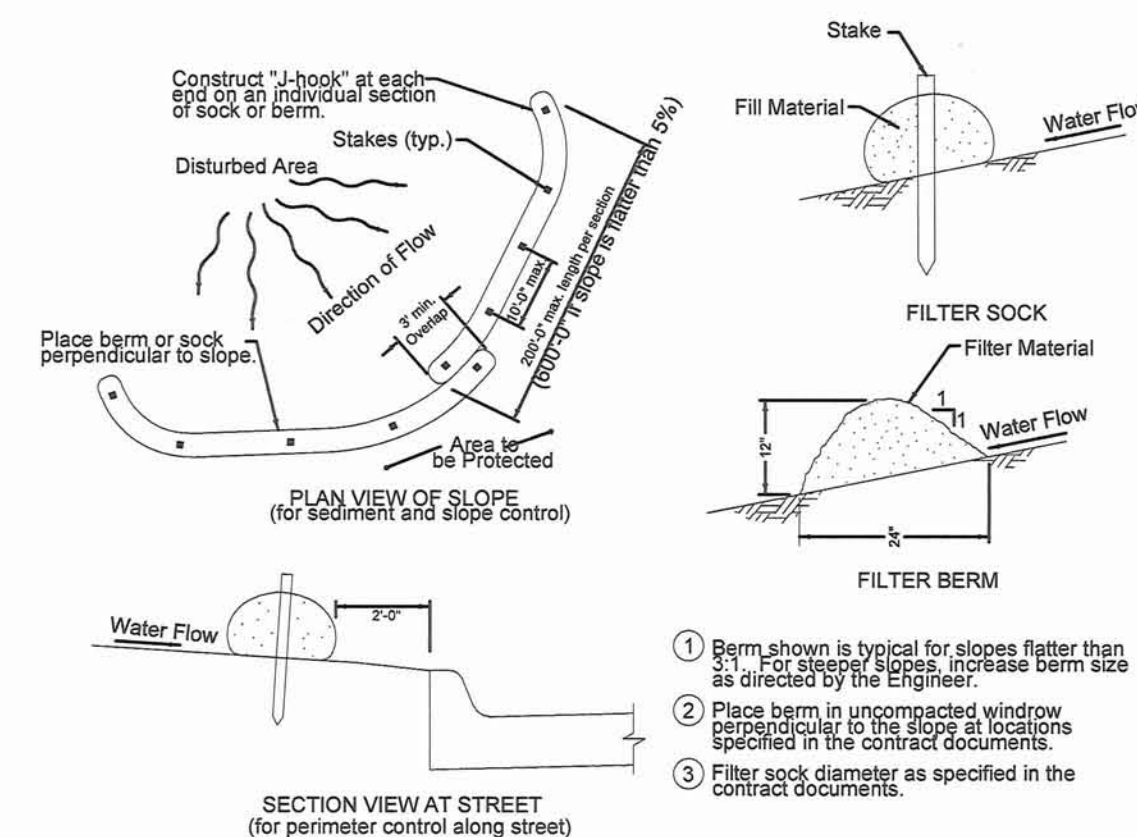 Construct "J-hook" at each
end on an individual section
of sock or berm.
Stakes (typ.)
Disturbed Area
Direction of Flow
3' min.
Overlap
10'-0" max.
200'-0" max. length per section
(600'-0" if slope is flatter than 5%)
Place berm or sock
perpendicular to slope.
Area to
be Protected
PLAN VIEW OF SLOPE
(for sediment and slope control)
Stake
Fill Material
Water Flow
FILTER SOCK
Filter Material
1
1
Water Flow
12"
24"
FILTER BERM
Water Flow
2'-0"
SECTION VIEW AT STREET
(for perimeter control along street)
1 Berm shown is typical for slopes flatter than
3:1. For steeper slopes, increase berm size
as directed by the Engineer.
2 Place berm in uncompacted windrow
perpendicular to the slope at locations
specified in the contract documents.
3 Filter sock diameter as specified in the
contract documents.